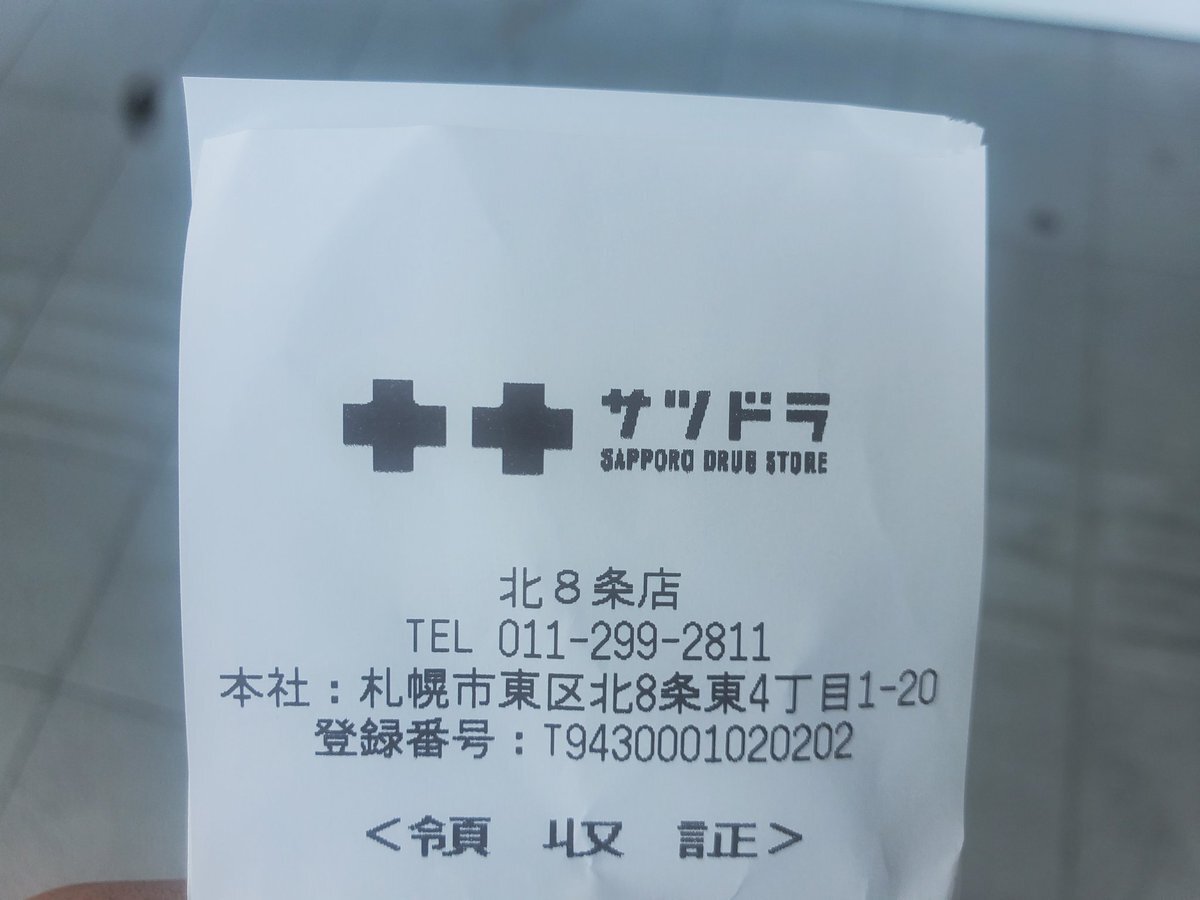 サツドラ
SAPPORO DRUG STORE
北8条店
TEL 011-299-2811
本社:札幌市東区北8条東4丁目1-20
登録番号:T9430001020202
<領 収 証>